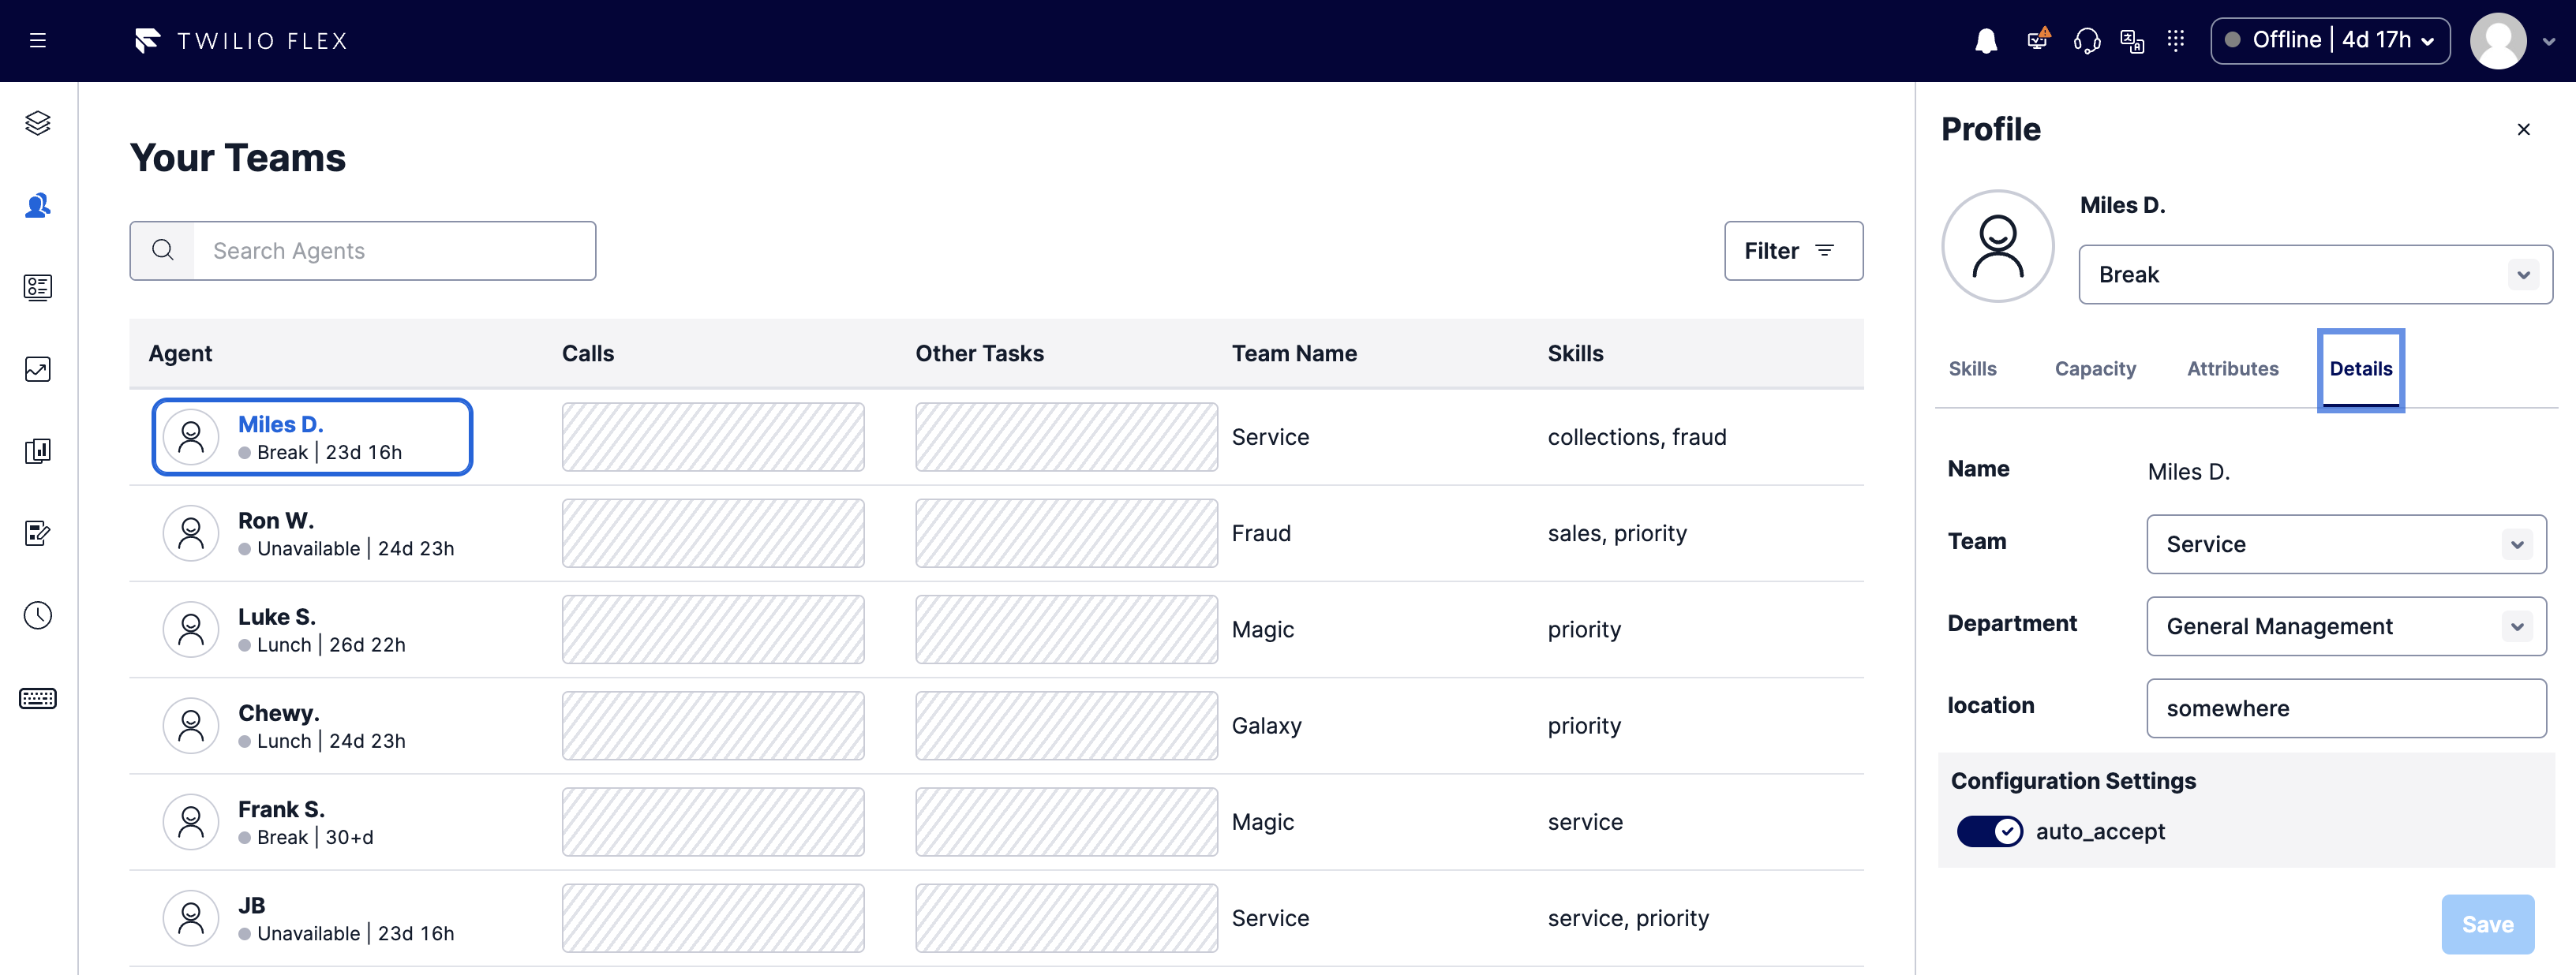 TWILIO FLEX
Offline | 4d 17h
Your Teams
Search Agents
Filter
Agent Calls Other Tasks Team Name Skills
Miles D.
Break | 23d 16h
Service collections, fraud
Ron W.
Unavailable | 24d 23h
Fraud sales, priority
Luke S.
Lunch | 26d 22h
Magic priority
Chewy.
Lunch | 24d 23h
Galaxy priority
Frank S.
Break | 30+d
Magic service
JB
Unavailable | 23d 16h
Service service, priority
Profile
Miles D.
Break
Skills Capacity Attributes Details
Name Miles D.
Team Service
Department General Management
location somewhere
Configuration Settings
auto_accept
Save